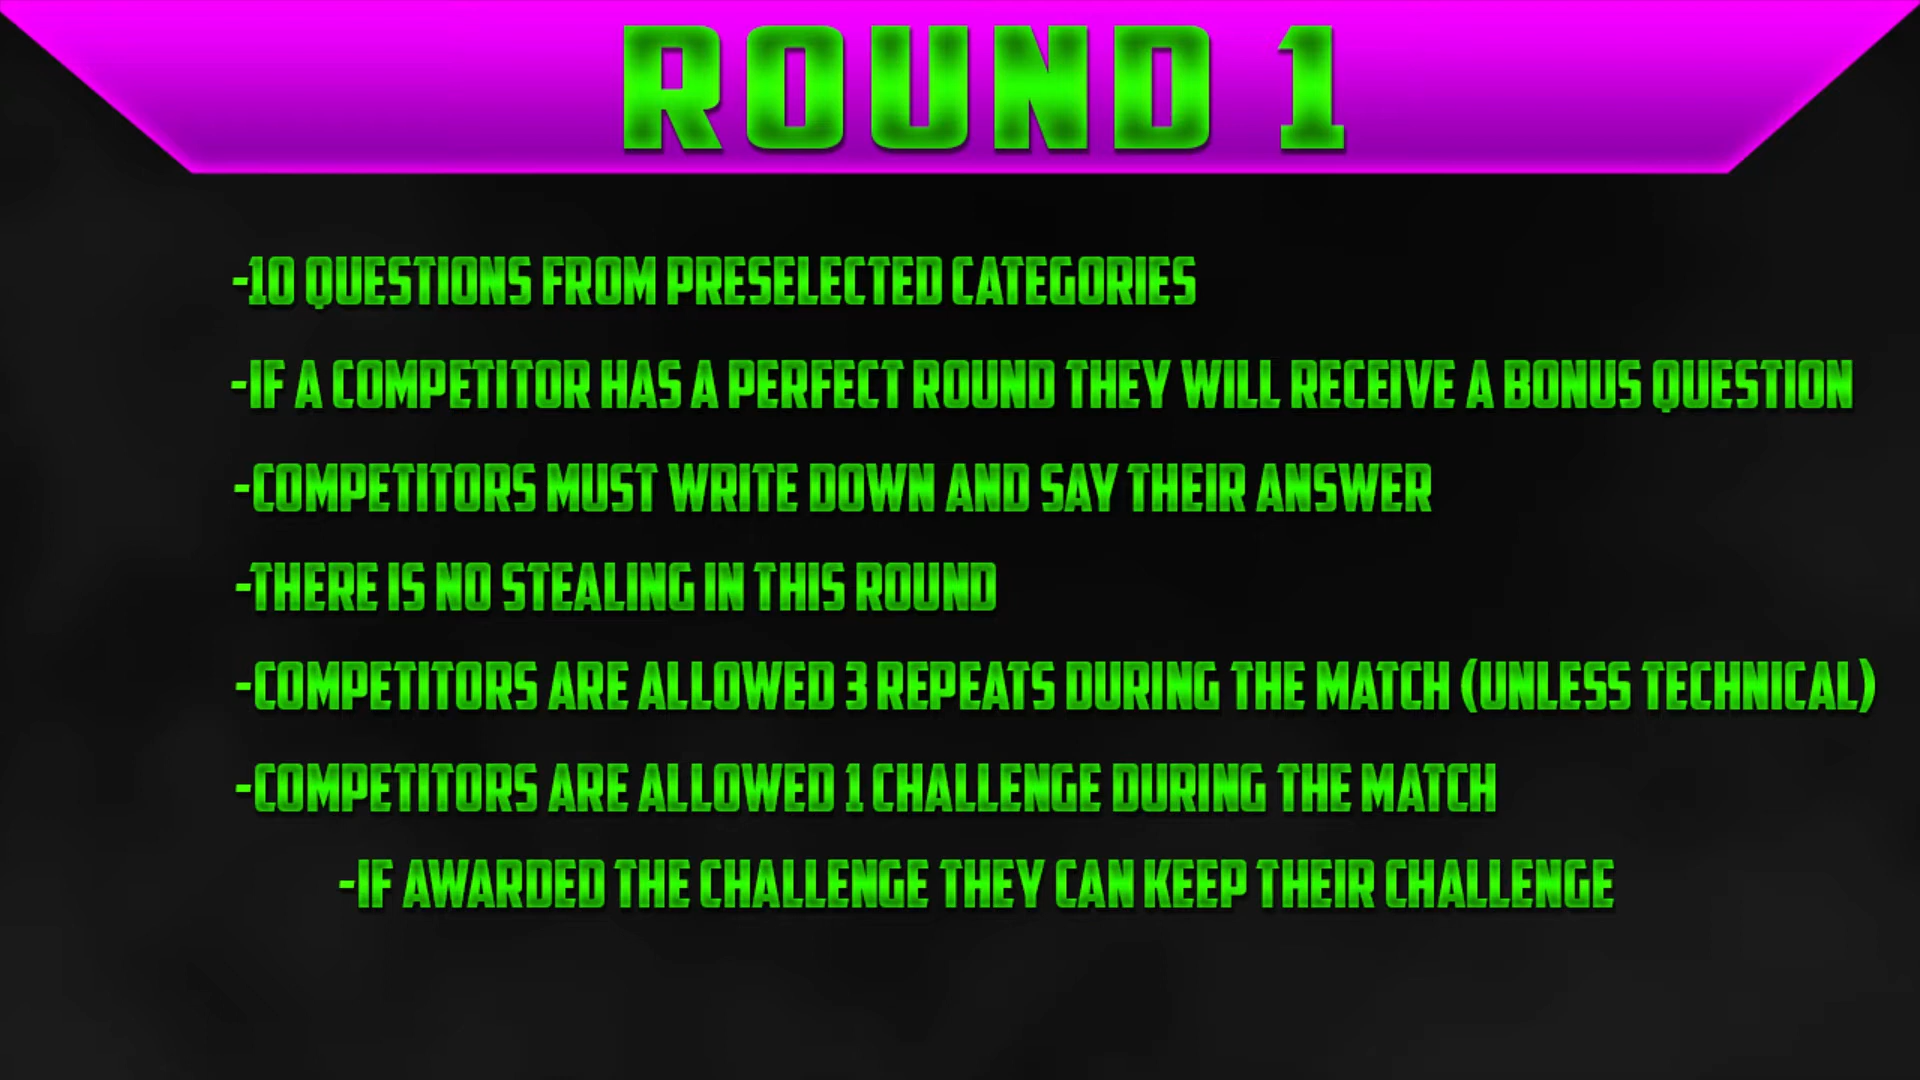 ROUND 1
-10 QUESTIONS FROM PRESELECTED CATEGORIES
-IF A COMPETITOR HAS A PERFECT ROUND THEY WILL RECEIVE A BONUS QUESTION
-COMPETITORS MUST WRITE DOWN AND SAY THEIR ANSWER
-THERE IS NO STEALING IN THIS ROUND
-COMPETITORS ARE ALLOWED 3 REPEATS DURING THE MATCH (UNLESS TECHNICAL)
-COMPETITORS ARE ALLOWED 1 CHALLENGE DURING THE MATCH
-IF AWARDED THE CHALLENGE THEY CAN KEEP THEIR CHALLENGE